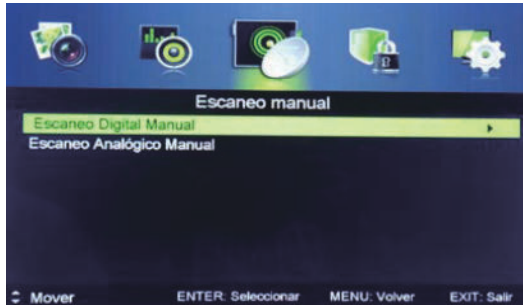 Escaneo manual
Escaneo Digital Manual
Escaneo Analógico Manual
Mover ENTER: Seleccionar MENU: Volver EXIT: Salir